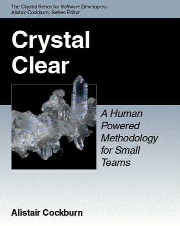 The Crystal Series for Software Developers
Alistair Cockburn, Series Editor
Crystal
Clear
A Human
Powered
Methodology
for Small
Teams
Alistair Cockburn